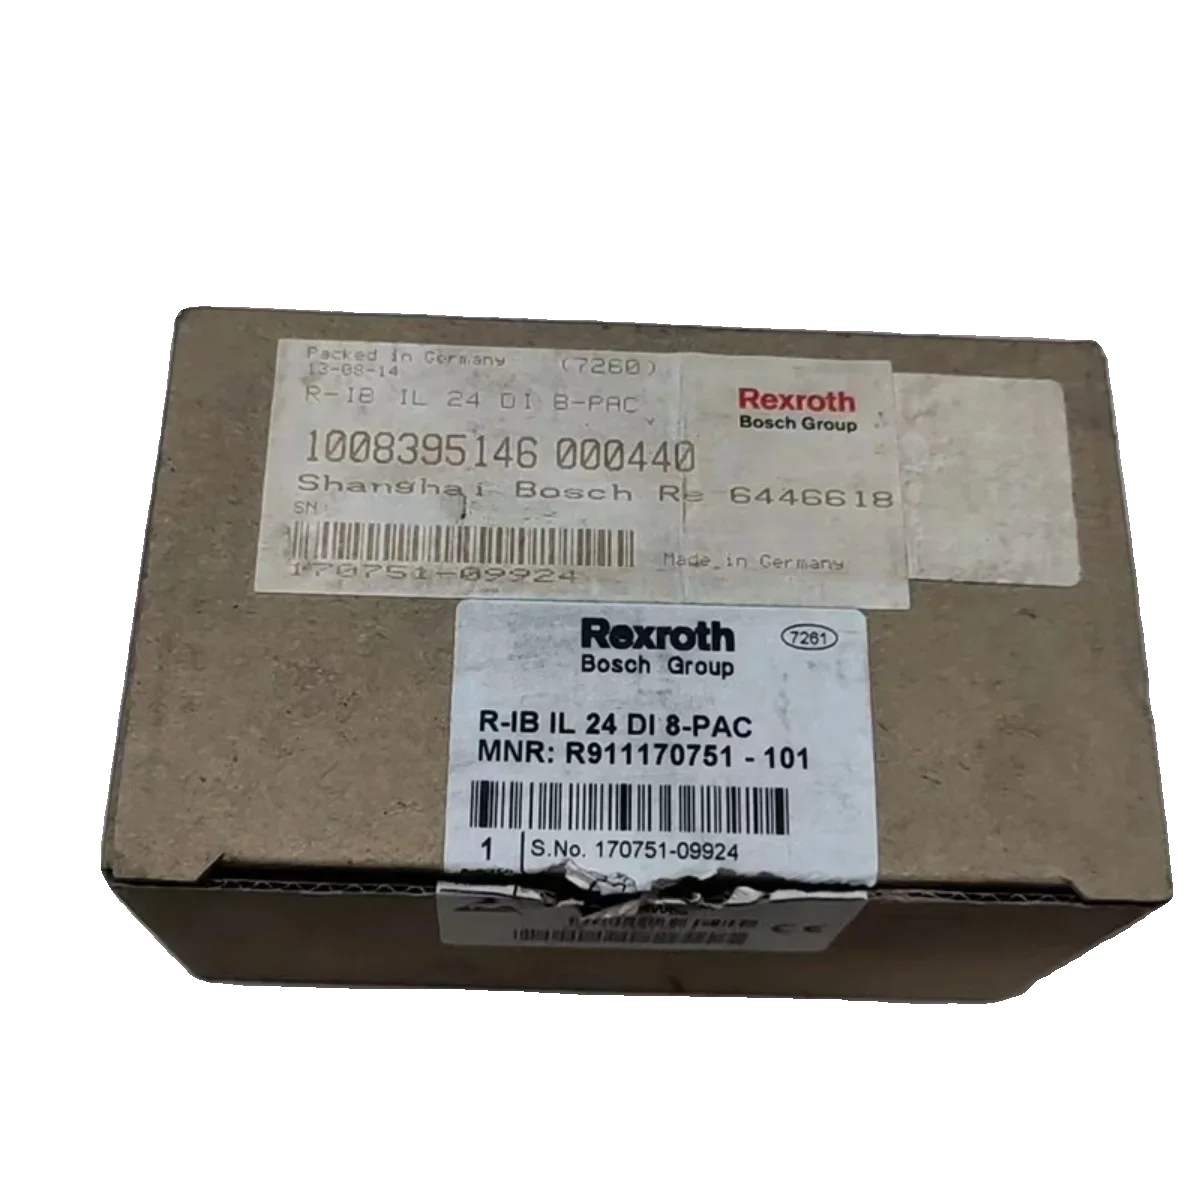 Packed in Germany (7260)
13-08-14
R-IB IL 24 DI 8-PAC
Rexroth
Bosch Group
1008395146 000440
Shanghai Bosch Re 6446618
SN:
170751-09924
Made in Germany
Rexroth
Bosch Group
7261
R-IB IL 24 DI 8-PAC
MNR: R911170751 - 101
1 S.No. 170751-09924
CE